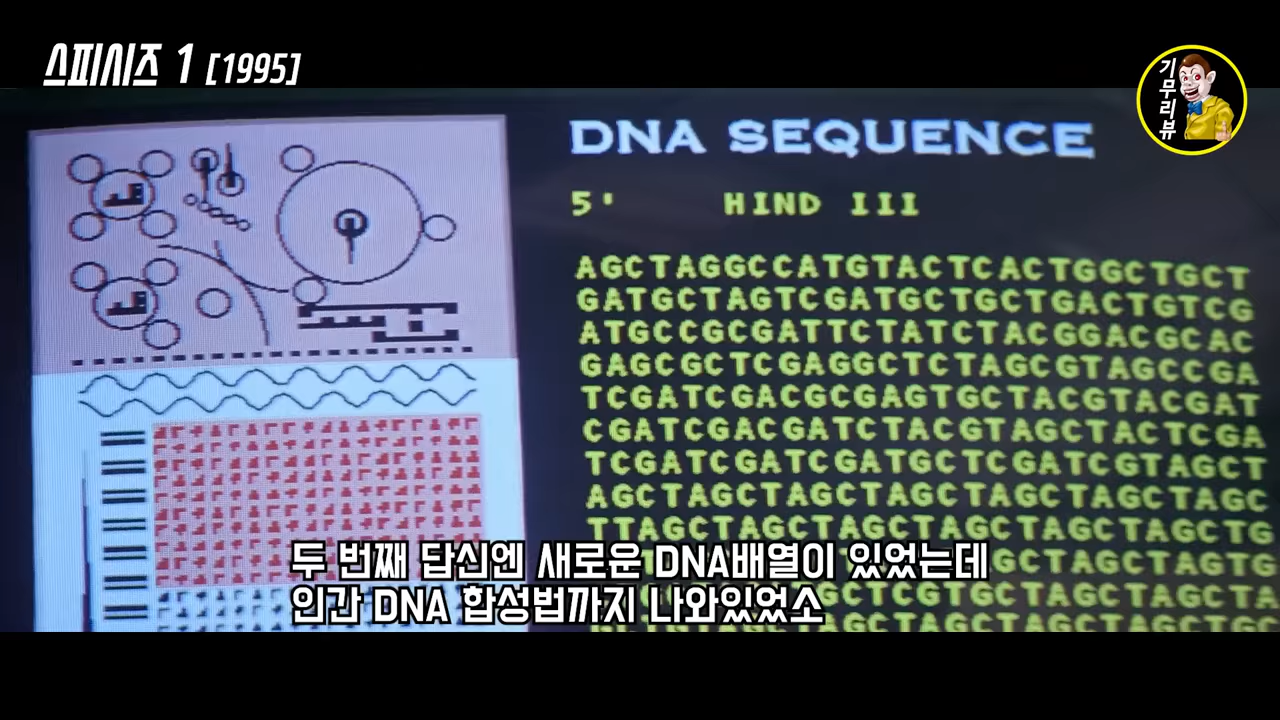 스피시즈 1 [1995]
기무리뷰
DNA SEQUENCE
5' HIND III
AGCTAGGCCATGTACTCACTGGCTGCT
GATGCTAGTCGATGCTGCTGACTGTCG
ATGCCGCGATTCTATCTACGGACGCAC
GAGCGCTCGAGGCTCTAGCGTAGCCGA
TCGATCGACGCGAGTGCTACGTACGAT
CGATCGACGATCTACGTAGCTACTCGA
TCGATCGATCGATGCTCGATCGTAGCT
AGCTAGCTAGCTAGCTAGCTAGCTAGC
TTAGCTAGCTAGCTAGCTAGCTAGCTG
GCTAGCTAGTG
GCTCGTGCTAGCTAGCTA
두 번째 답신엔 새로운 DNA배열이 있었는데
인간 DNA 합성법까지 나와있었소